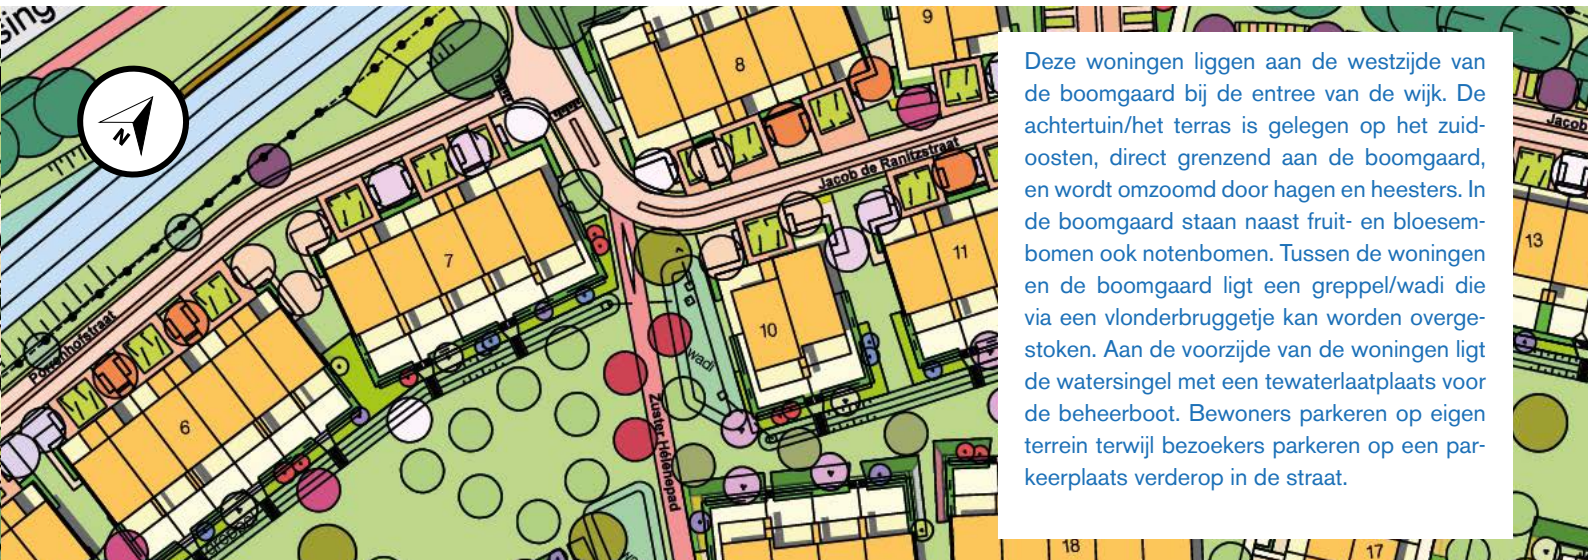 sing
N
8
9
7
6
10
11
13
18
17
Portenhofstraat
Jacob de Ranitzstraat
Jacob
Zuster Hélènepad
wadi
greppel
Deze woningen liggen aan de westzijde van
de boomgaard bij de entree van de wijk. De
achtertuin/het terras is gelegen op het zuid-
oosten, direct grenzend aan de boomgaard,
en wordt omzoomd door hagen en heesters. In
de boomgaard staan naast fruit- en bloesem-
bomen ook notenbomen. Tussen de woningen
en de boomgaard ligt een greppel/wadi die
via een vlonderbruggetje kan worden overge-
stoken. Aan de voorzijde van de woningen ligt
de watersingel met een tewaterlaatplaats voor
de beheerboot. Bewoners parkeren op eigen
terrein terwijl bezoekers parkeren op een par-
keerplaats verderop in de straat.